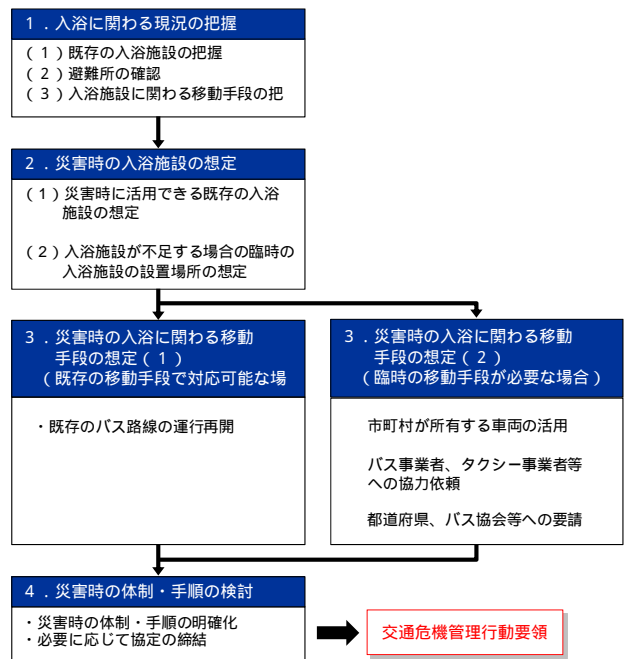 １．入浴に関わる現況の把握
（１）既存の入浴施設の把握
（２）避難所の確認
（３）入浴施設に関わる移動手段の把
２．災害時の入浴施設の想定
（１）災害時に活用できる既存の入浴
施設の想定
（２）入浴施設が不足する場合の臨時の
入浴施設の設置場所の想定
３．災害時の入浴に関わる移動
手段の想定（１）
（既存の移動手段で対応可能な場
・既存のバス路線の運行再開
３．災害時の入浴に関わる移動
手段の想定（２）
（臨時の移動手段が必要な場合）
市町村が所有する車両の活用
バス事業者、タクシー事業者等
への協力依頼
都道府県、バス協会等への要請
４．災害時の体制・手順の検討
・災害時の体制・手順の明確化
・必要に応じて協定の締結
交通危機管理行動要領